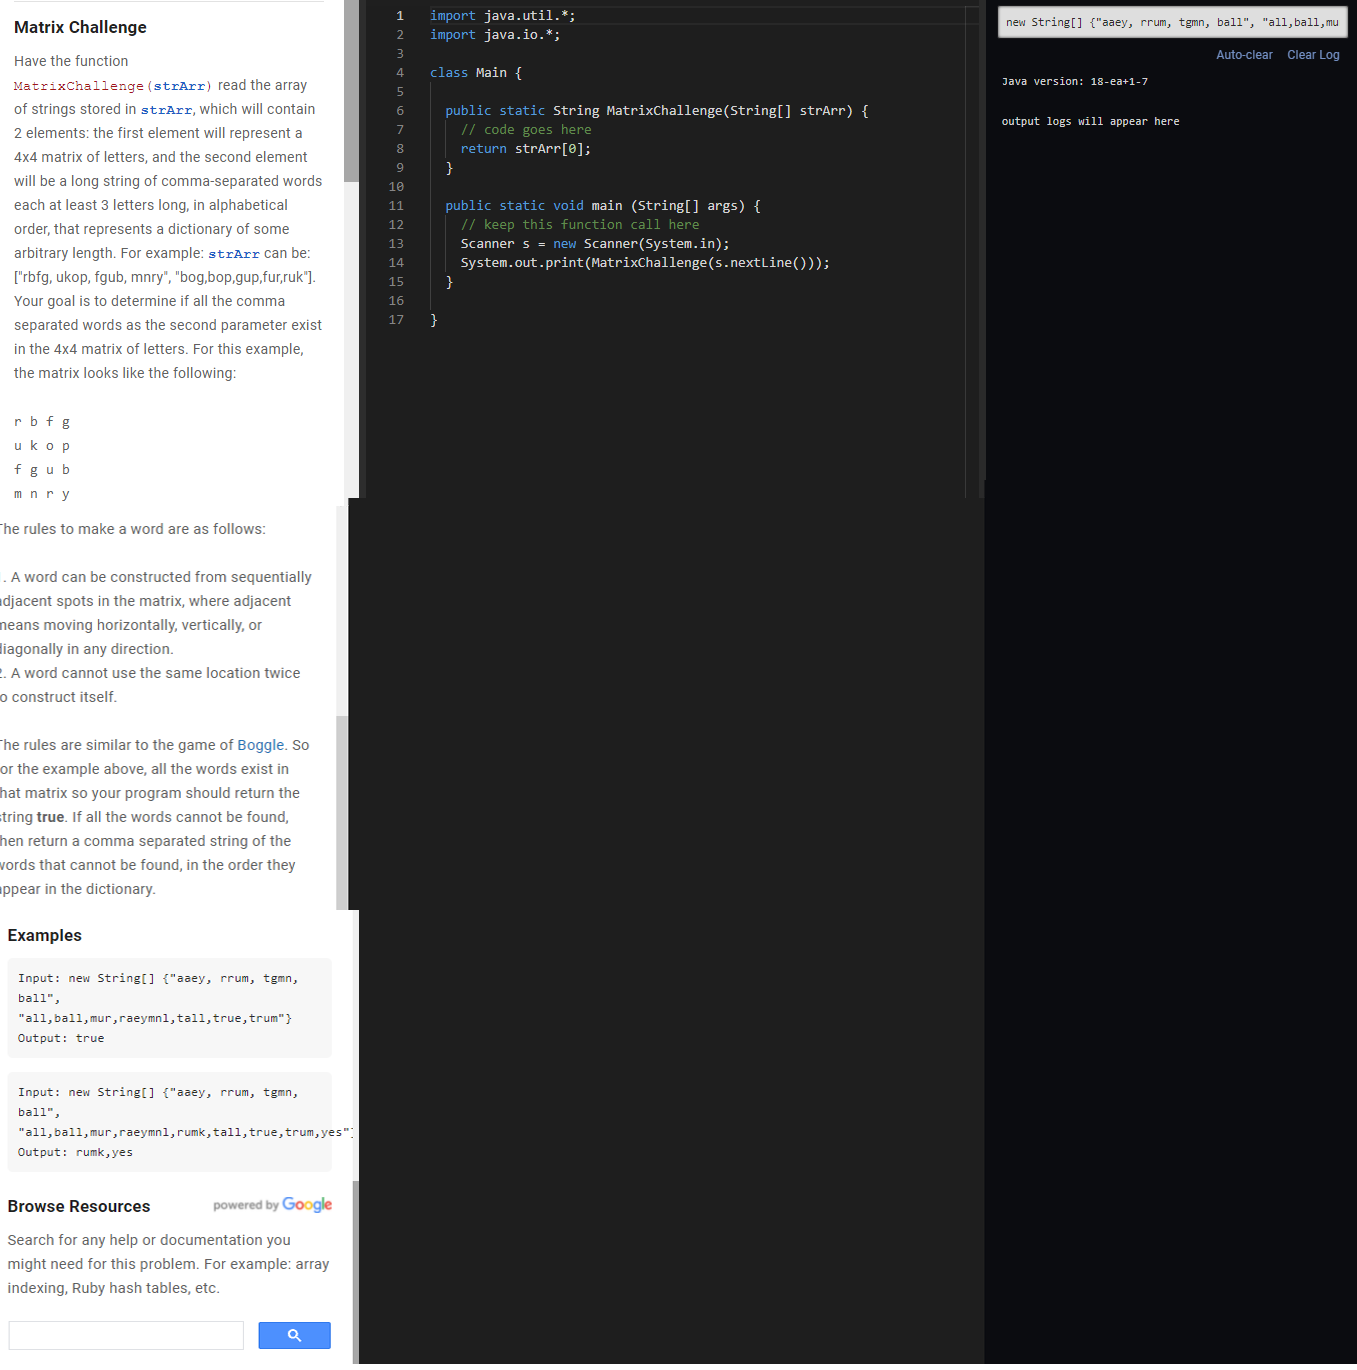 Matrix Challenge
Have the function
MatrixChallenge(strArr) read the array
of strings stored in strArr, which will contain
2 elements: the first element will represent a
4x4 matrix of letters, and the second element
will be a long string of comma-separated words
each at least 3 letters long, in alphabetical
order, that represents a dictionary of some
arbitrary length. For example: strArr can be:
["rbfg, ukop, fgub, mnry", "bog,bop,gup,fur,ruk"].
Your goal is to determine if all the comma
separated words as the second parameter exist
in the 4x4 matrix of letters. For this example,
the matrix looks like the following:
r b f g
u k o p
f g u b
m n r y
The rules to make a word are as follows:
. A word can be constructed from sequentially
adjacent spots in the matrix, where adjacent
means moving horizontally, vertically, or
diagonally in any direction.
2. A word cannot use the same location twice
to construct itself.
The rules are similar to the game of Boggle. So
for the example above, all the words exist in
that matrix so your program should return the
string true. If all the words cannot be found,
then return a comma separated string of the
words that cannot be found, in the order they
appear in the dictionary.
Examples
Input: new String[] {"aaey, rrum, tgmn,
ball",
"all,ball,mur,raeymnl,tall,true,trum"}
Output: true
Input: new String[] {"aaey, rrum, tgmn,
ball",
"all,ball,mur,raeymnl,rumk,tall,true,trum,yes"}
Output: rumk,yes
Browse Resources
powered by Google
Search for any help or documentation you
might need for this problem. For example: array
indexing, Ruby hash tables, etc.
1 import java.util.*;
2 import java.io.*;
3
4 class Main {
5
6 public static String MatrixChallenge(String[] strArr) {
7 // code goes here
8 return strArr[0];
9 }
10
11 public static void main (String[] args) {
12 // keep this function call here
13 Scanner s = new Scanner(System.in);
14 System.out.print(MatrixChallenge(s.nextLine()));
15 }
16
17 }
new String[] {"aaey, rrum, tgmn, ball", "all,ball,mu
Auto-clear Clear Log
Java version: 18-ea+1-7
output logs will appear here